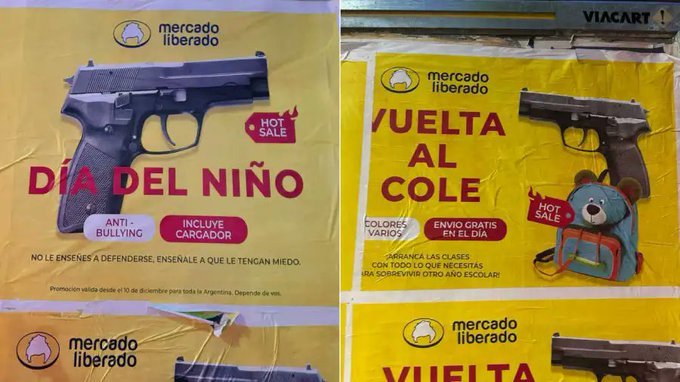 mercado
liberado
HOT
SALE
DÍA DEL NIÑO
ANTI -
BULLYING
INCLUYE
CARGADOR
NO LE ENSEÑES A DEFENDERSE, ENSEÑALE A QUE LE TENGAN MIEDO.
Promoción válida desde el 10 de diciembre para toda la Argentina. Depende de vos.
mercado
liberado
VIACART
mercado
liberado
VUELTA
AL
COLE
HOT
SALE
COLORES
VARIOS
ENVIO GRATIS
EN EL DÍA
¡ARRANCÁ LAS CLASES
CON TODO LO QUE NECESITÁS
ARA SOBREVIVIR OTRO AÑO ESCOLAR!
mercado
liberado
VUELTA